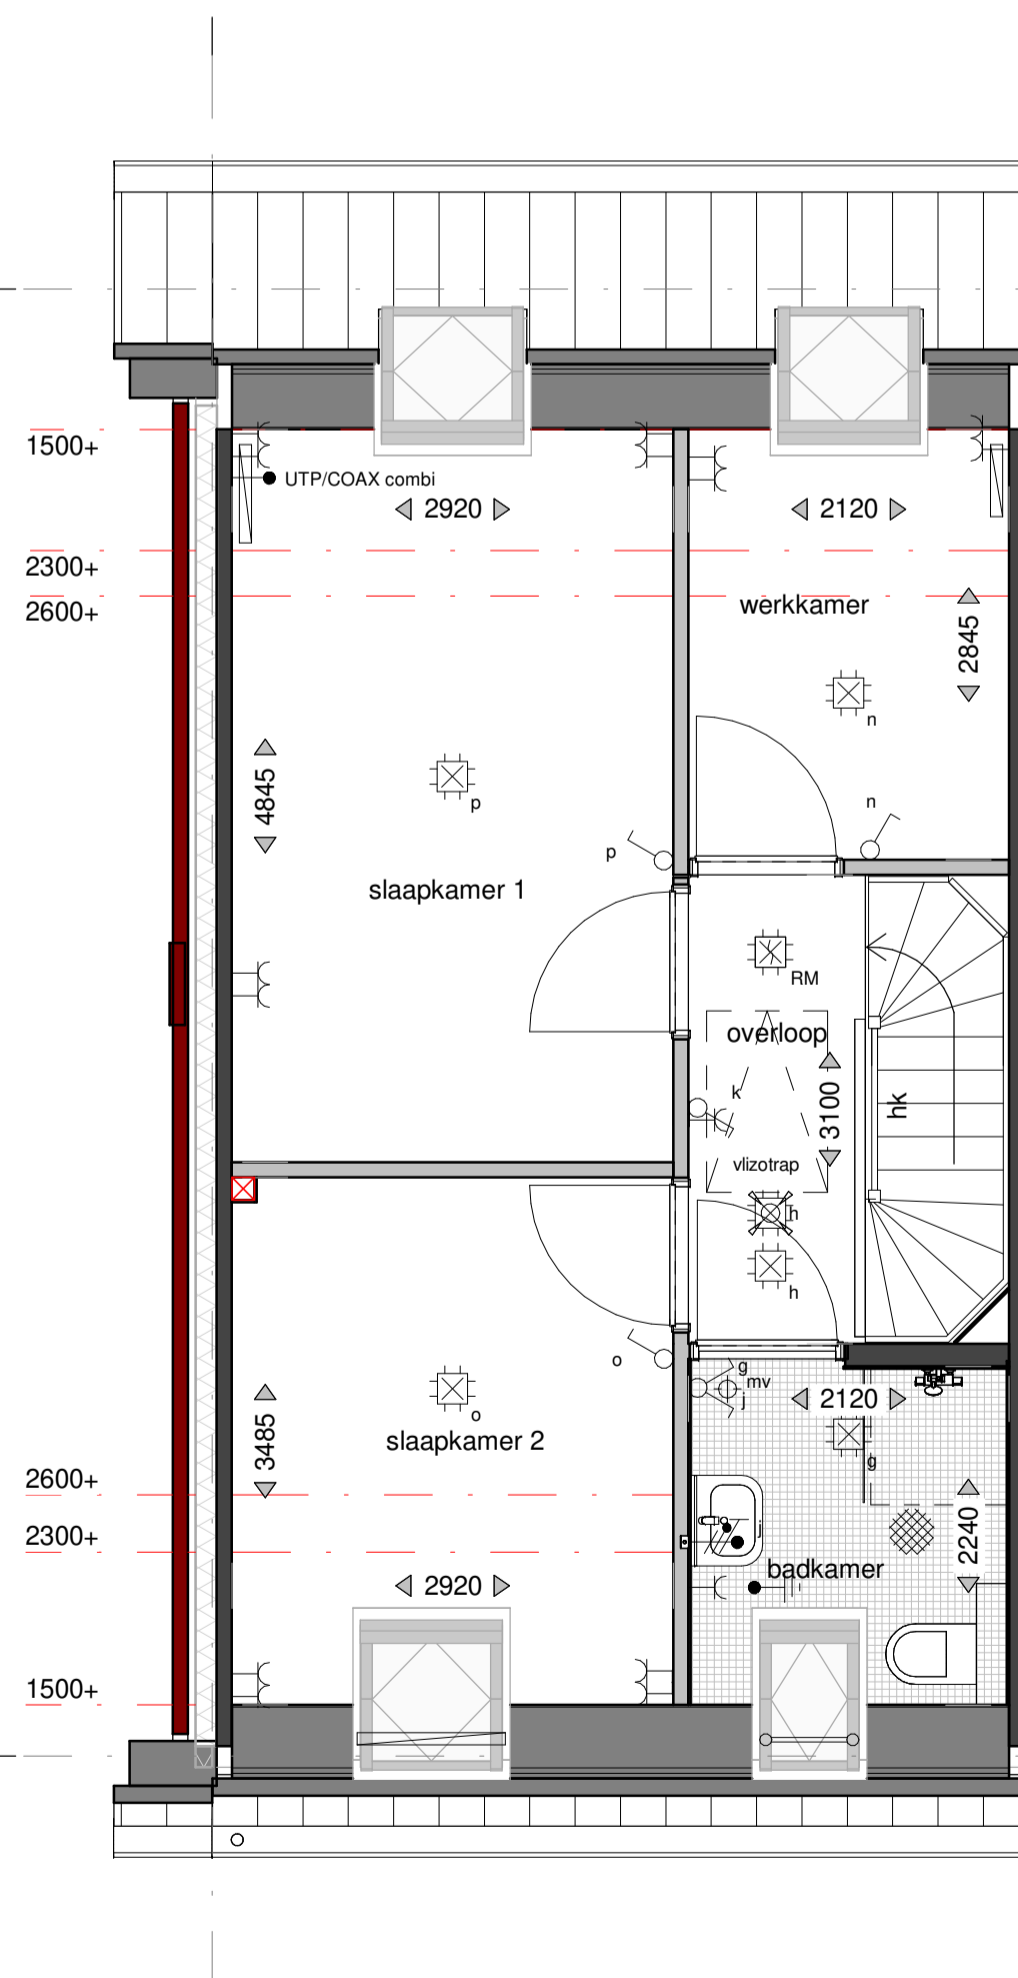 1500+
UTP/COAX combi
2920
2120
2300+
2600+
werkkamer
2845
n
4845
p
n
p
slaapkamer 1
RM
overloop
k
3100
hk
vlizotrap
h
h
o
g
mv
j
2120
3485
o
slaapkamer 2
g
2600+
2300+
2240
badkamer
2920
1500+